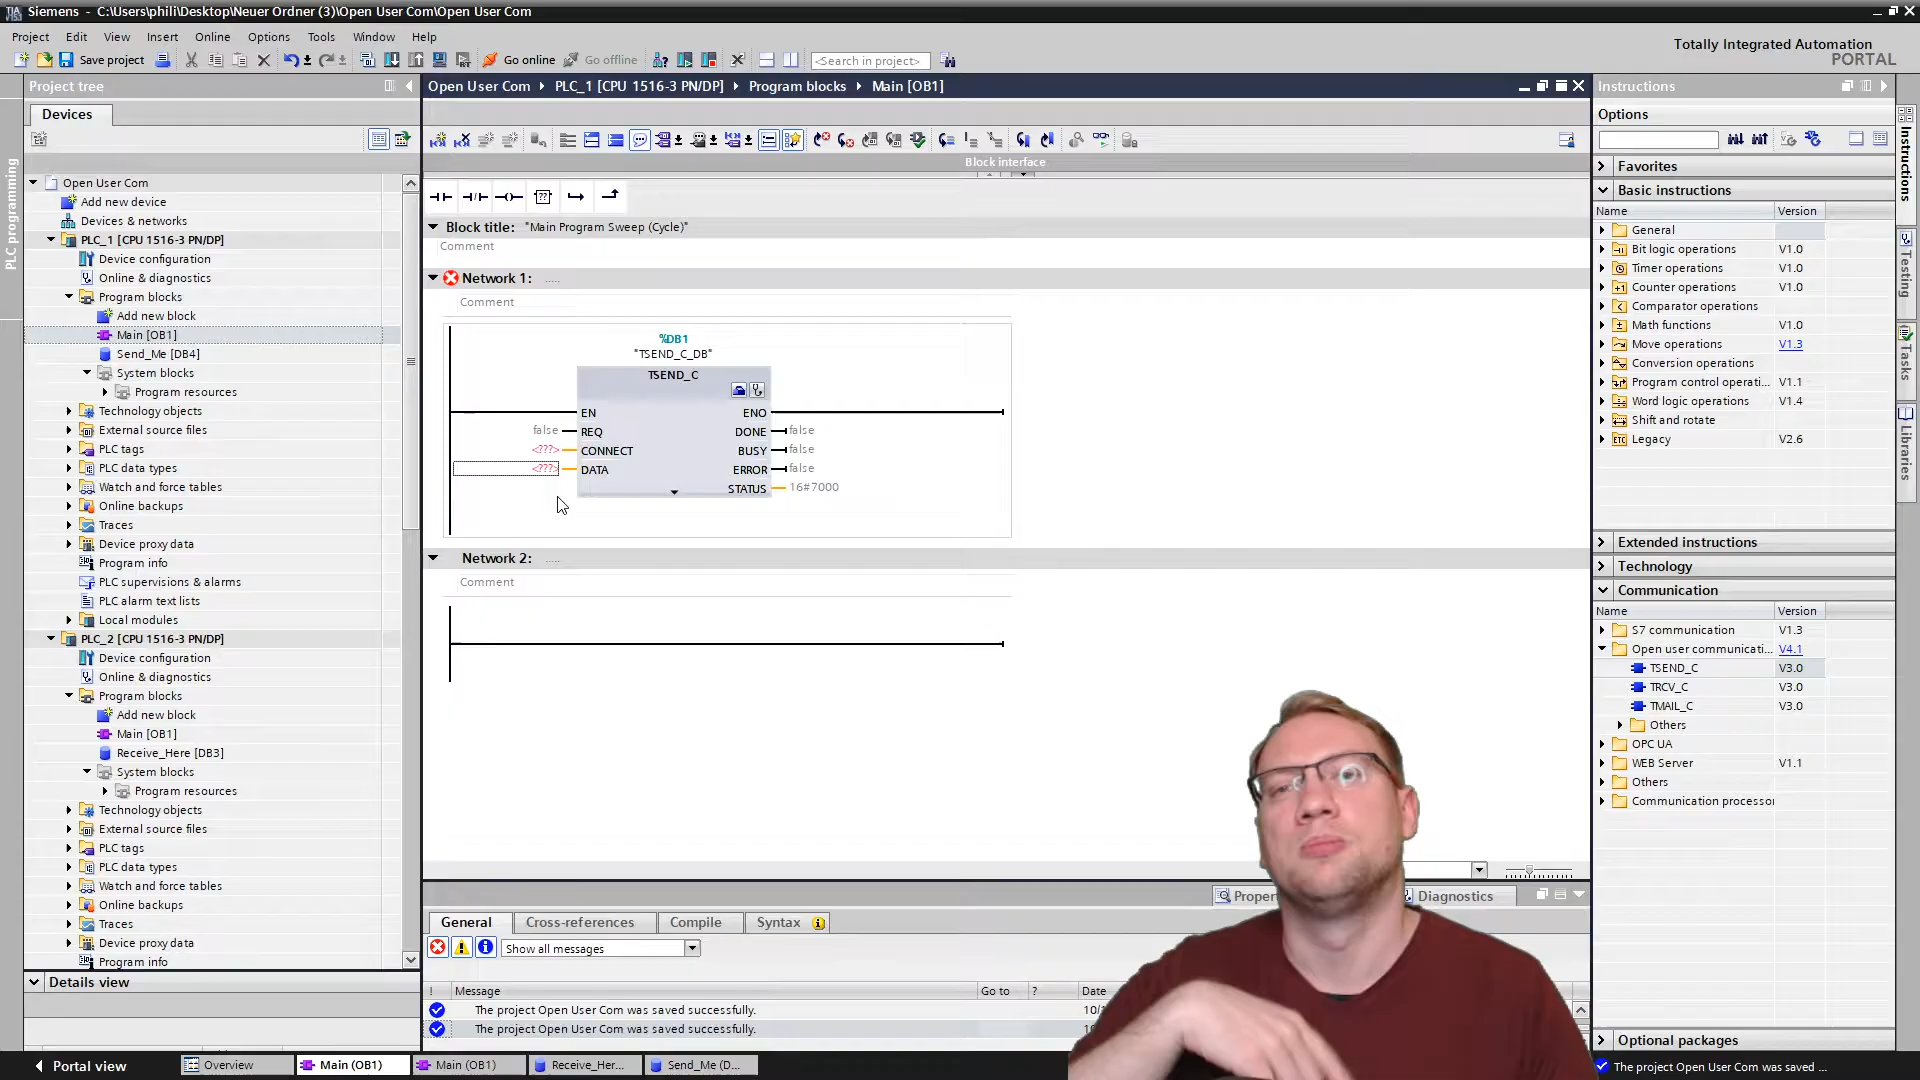 Siemens - C:\Users\phili\Desktop\Neuer Ordner (3)\Open User Com\Open User Com
Project Edit View Insert Online Options Tools Window Help
Totally Integrated Automation
PORTAL
Save project
Go online
Go offline
<Search in project>
Project tree
Devices
PLC programming
Open User Com
Add new device
Devices & networks
PLC_1 [CPU 1516-3 PN/DP]
Device configuration
Online & diagnostics
Program blocks
Add new block
Main [OB1]
Send_Me [DB4]
System blocks
Program resources
Technology objects
External source files
PLC tags
PLC data types
Watch and force tables
Online backups
Traces
Device proxy data
Program info
PLC supervisions & alarms
PLC alarm text lists
Local modules
PLC_2 [CPU 1516-3 PN/DP]
Device configuration
Online & diagnostics
Program blocks
Add new block
Main [OB1]
Receive_Here [DB3]
System blocks
Program resources
Technology objects
External source files
PLC tags
PLC data types
Watch and force tables
Online backups
Traces
Device proxy data
Program info
Details view
Open User Com PLC_1 [CPU 1516-3 PN/DP] Program blocks Main [OB1]
Block interface
Block title: "Main Program Sweep (Cycle)"
Comment
Network 1: .....
Comment
%DB1
"TSEND_C_DB"
TSEND_C
EN ENO
false REQ DONE false
<???> CONNECT BUSY false
<???> DATA ERROR false
STATUS 16#7000
Network 2: .....
Comment
Diagnostics
General Cross-references Compile Syntax
Show all messages
! Message Go to ? Date
The project Open User Com was saved successfully.
The project Open User Com was saved successfully.
Instructions
Options
Favorites
Basic instructions
Name Version
General
Bit logic operations V1.0
Timer operations V1.0
Counter operations V1.0
Comparator operations
Math functions V1.0
Move operations V1.3
Conversion operations
Program control operati... V1.1
Word logic operations V1.4
Shift and rotate
Legacy V2.6
Extended instructions
Technology
Communication
Name Version
S7 communication V1.3
Open user communicati... V4.1
TSEND_C V3.0
TRCV_C V3.0
TMAIL_C V3.0
Others
OPC UA
WEB Server V1.1
Others
Communication processor
Optional packages
Instructions
Testing
Tasks
Libraries
Portal view
Overview
Main (OB1)
Main (OB1)
Receive_Her...
Send_Me (D...
The project Open User Com was saved ...